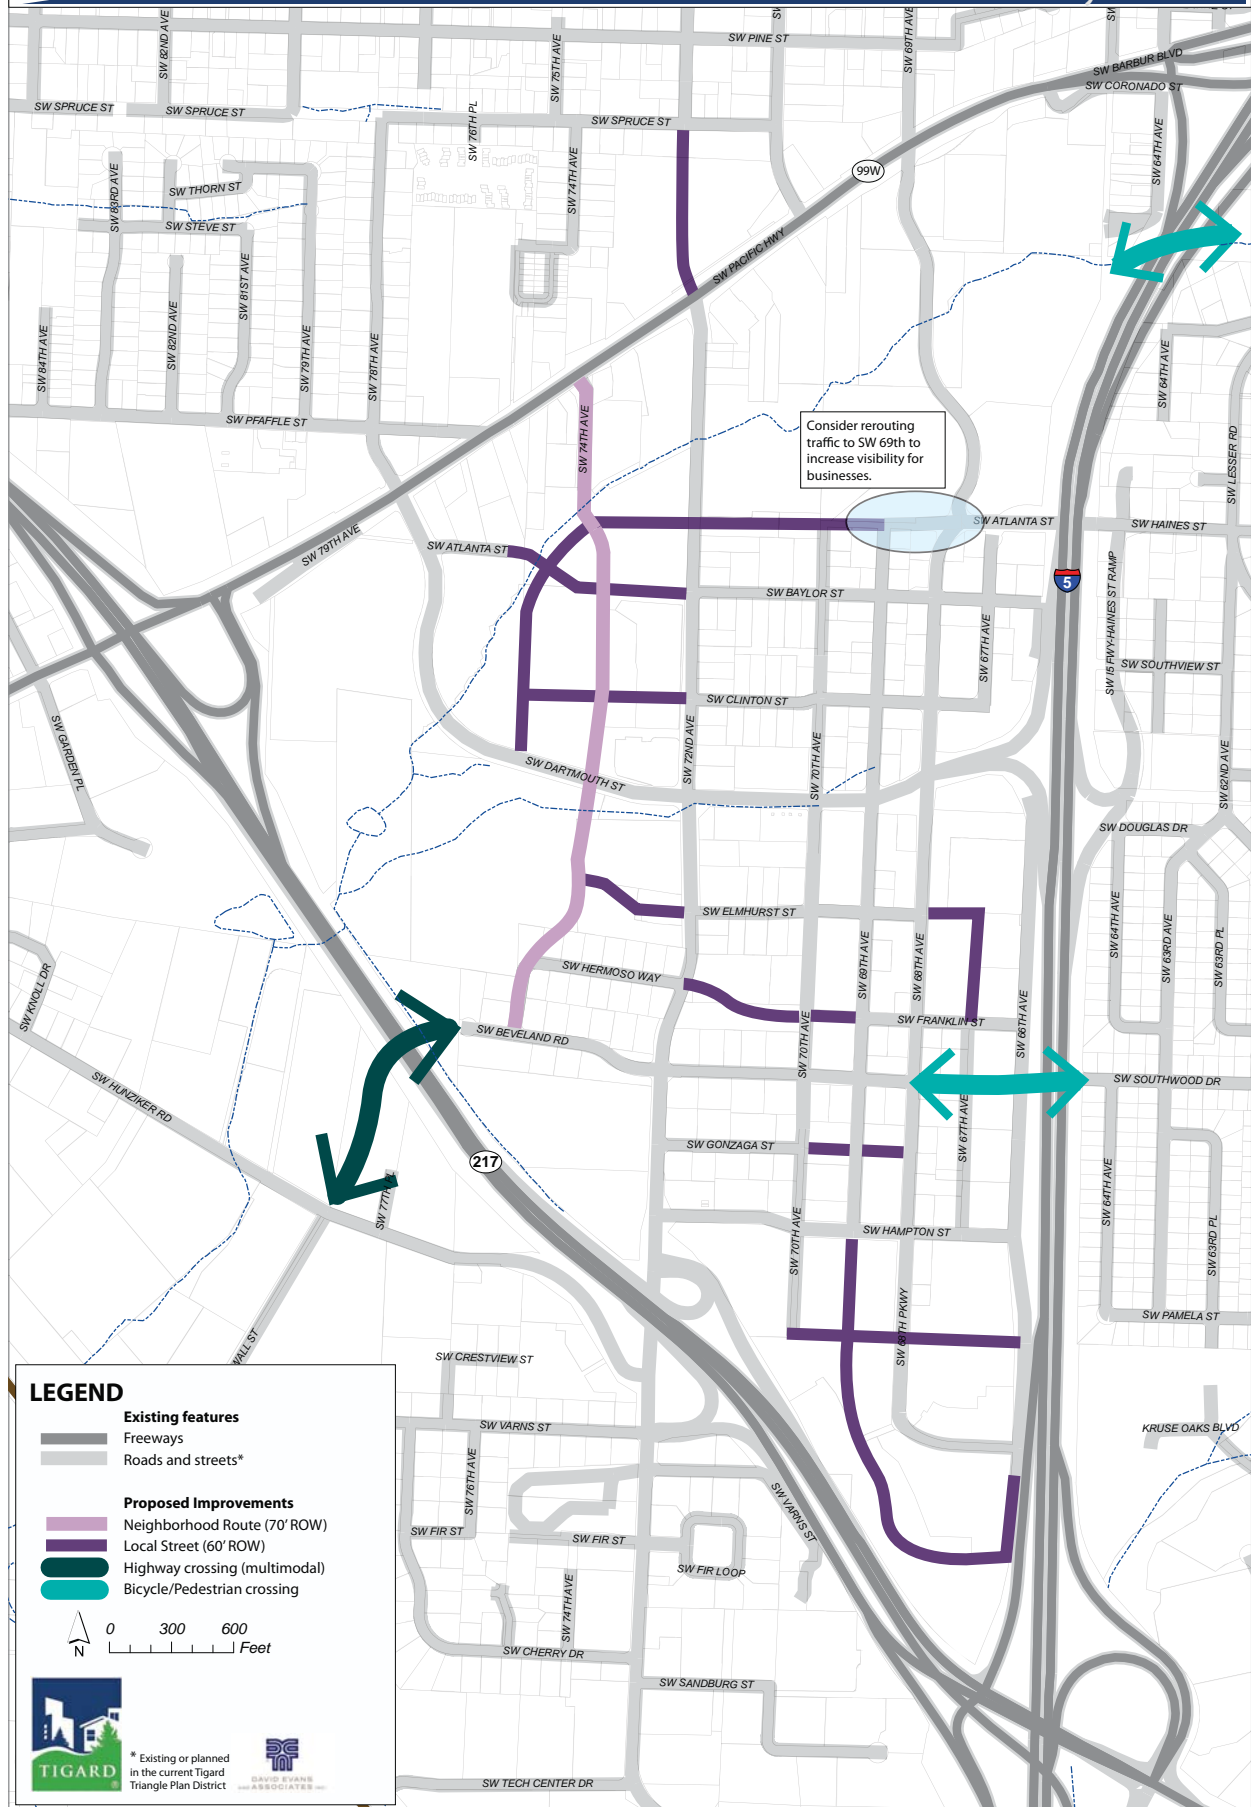 SW PINE ST
SW 82ND AVE
SW 75TH AVE
SW 69TH AVE
SW BARBUR BLVD
SW CORONADO ST
SW SPRUCE ST
SW SPRUCE ST
SW 76TH PL
SW SPRUCE ST
99W
SW 64TH AVE
SW 83RD AVE
SW THORN ST
SW STEVE ST
SW 74TH AVE
SW PACIFIC HWY
SW 81ST AVE
SW 82ND AVE
SW 84TH AVE
SW 79TH AVE
SW 78TH AVE
SW 64TH AVE
SW PFAFFLE ST
SW 74TH AVE
Consider rerouting
traffic to SW 69th to
increase visibility for
businesses.
SW LESSER RD
SW 79TH AVE
SW ATLANTA ST
SW ATLANTA ST
SW HAINES ST
5
SW BAYLOR ST
SW I5 FWY-HAINES ST RAMP
SW 67TH AVE
SW SOUTHVIEW ST
SW CLINTON ST
SW GARDEN PL
SW 72ND AVE
SW 70TH AVE
SW DARTMOUTH ST
SW 62ND AVE
SW DOUGLAS DR
SW ELMHURST ST
SW 64TH AVE
SW 63RD AVE
SW 63RD PL
SW HERMOSO WAY
SW 69TH AVE
SW 68TH AVE
SW KNOLL DR
SW BEVELAND RD
SW FRANKLIN ST
SW 66TH AVE
SW 70TH AVE
SW HUNZIKER RD
SW SOUTHWOOD DR
SW 67TH AVE
SW GONZAGA ST
217
SW 77TH PL
SW 64TH AVE
SW 63RD PL
SW 70TH AVE
SW HAMPTON ST
SW PAMELA ST
SW 68TH PKWY
WALL ST
SW CRESTVIEW ST
SW VARNS ST
KRUSE OAKS BLVD
SW 76TH AVE
SW VARNS ST
SW FIR ST
SW FIR ST
SW FIR LOOP
SW 74TH AVE
SW CHERRY DR
SW SANDBURG ST
SW TECH CENTER DR
LEGEND
Existing features
Freeways
Roads and streets*
Proposed Improvements
Neighborhood Route (70' ROW)
Local Street (60' ROW)
Highway crossing (multimodal)
Bicycle/Pedestrian crossing
N
0 300 600
Feet
TIGARD
* Existing or planned
in the current Tigard
Triangle Plan District
DAVID EVANS
AND ASSOCIATES INC.